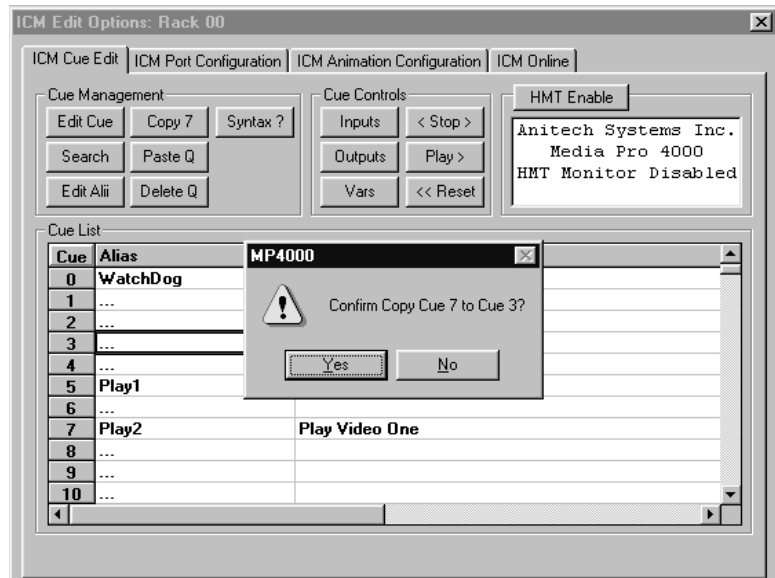 ICM Edit Options: Rack 00
ICM Cue Edit ICM Port Configuration ICM Animation Configuration ICM Online
Cue Management
Edit Cue Copy 7 Syntax ?
Search Paste Q
Edit Alii Delete Q
Cue Controls
Inputs < Stop >
Outputs Play >
Vars << Reset
HMT Enable
Anitech Systems Inc.
Media Pro 4000
HMT Monitor Disabled
Cue List
Cue Alias
0 WatchDog
1 ...
2 ...
3 ...
4 ...
5 Play1
6 ...
7 Play2 Play Video One
8 ...
9 ...
10 ...
MP4000
Confirm Copy Cue 7 to Cue 3?
Yes No